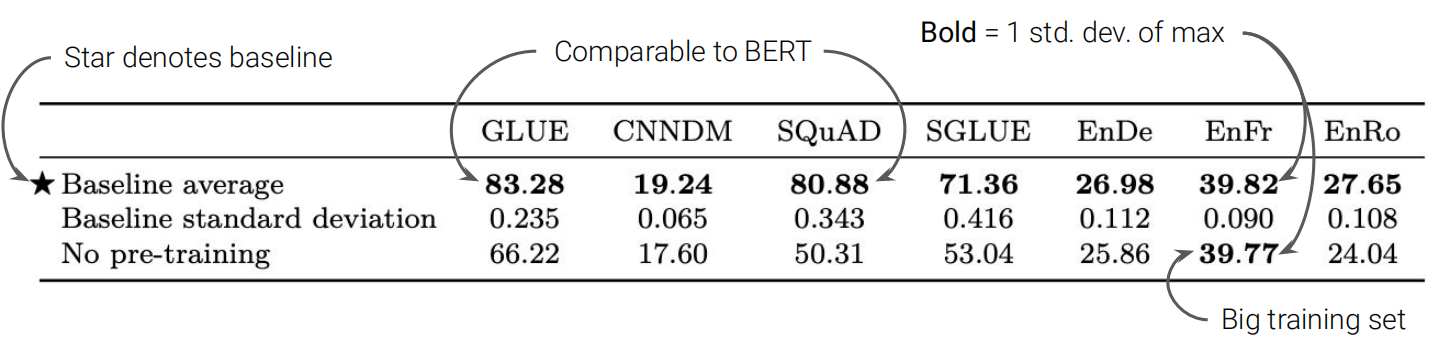 Bold = 1 std. dev. of max
Star denotes baseline
Comparable to BERT
GLUE CNNDM SQuAD SGLUE EnDe EnFr EnRo
★ Baseline average 83.28 19.24 80.88 71.36 26.98 39.82 27.65
Baseline standard deviation 0.235 0.065 0.343 0.416 0.112 0.090 0.108
No pre-training 66.22 17.60 50.31 53.04 25.86 39.77 24.04
Big training set